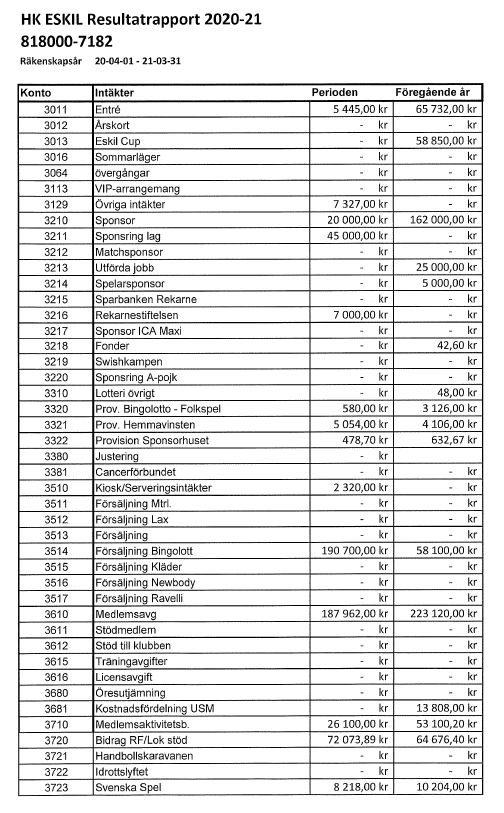 HK ESKIL Resultatrapport 2020-21
818000-7182
Räkenskapsår 20-04-01 - 21-03-31
Konto Intäkter Perioden Föregående år
3011 Entré 5 445,00 kr 65 732,00 kr
3012 Årskort - kr - kr
3013 Eskil Cup - kr 58 850,00 kr
3016 Sommarläger - kr - kr
3064 övergångar - kr - kr
3113 VIP-arrangemang - kr - kr
3129 Övriga intäkter 7 327,00 kr - kr
3210 Sponsor 20 000,00 kr 162 000,00 kr
3211 Sponsring lag 45 000,00 kr - kr
3212 Matchsponsor - kr - kr
3213 Utförda jobb - kr 25 000,00 kr
3214 Spelarsponsor - kr 5 000,00 kr
3215 Sparbanken Rekarne - kr - kr
3216 Rekarnestiftelsen 7 000,00 kr - kr
3217 Sponsor ICA Maxi - kr - kr
3218 Fonder - kr 42,60 kr
3219 Swishkampen - kr - kr
3220 Sponsring A-pojk - kr - kr
3310 Lotteri övrigt - kr 48,00 kr
3320 Prov. Bingolotto - Folkspel 580,00 kr 3 126,00 kr
3321 Prov. Hemmavinsten 5 054,00 kr 4 106,00 kr
3322 Provision Sponsorhuset 478,70 kr 632,67 kr
3380 Justering - kr
3381 Cancerförbundet - kr - kr
3510 Kiosk/Serveringsintäkter 2 320,00 kr - kr
3511 Försäljning Mtrl. - kr - kr
3512 Försäljning Lax - kr - kr
3513 Försäljning - kr - kr
3514 Försäljning Bingolott 190 700,00 kr 58 100,00 kr
3515 Försäljning Kläder - kr - kr
3516 Försäljning Newbody - kr - kr
3517 Försäljning Ravelli - kr - kr
3610 Medlemsavg 187 962,00 kr 223 120,00 kr
3611 Stödmedlem - kr - kr
3612 Stöd till klubben - kr - kr
3615 Träningavgifter - kr - kr
3616 Licensavgift - kr - kr
3680 Öresutjämning - kr - kr
3681 Kostnadsfördelning USM - kr 13 808,00 kr
3710 Medlemsaktivitetsb. 26 100,00 kr 53 100,20 kr
3720 Bidrag RF/Lok stöd 72 073,89 kr 64 676,40 kr
3721 Handbollskaravanen - kr - kr
3722 Idrottslyftet - kr - kr
3723 Svenska Spel 8 218,00 kr 10 204,00 kr